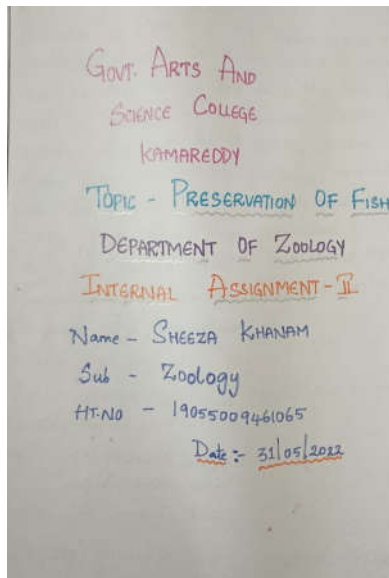 GOVT. ARTS AND
SCIENCE COLLEGE
KAMAREDDY
TOPIC - PRESERVATION OF FISH
DEPARTMENT OF ZOOLOGY
INTERNAL ASSIGNMENT - II
Name - SHEEZA KHANAM
Sub - Zoology
HT.NO - 19055009461065
Date :- 31/05/2022